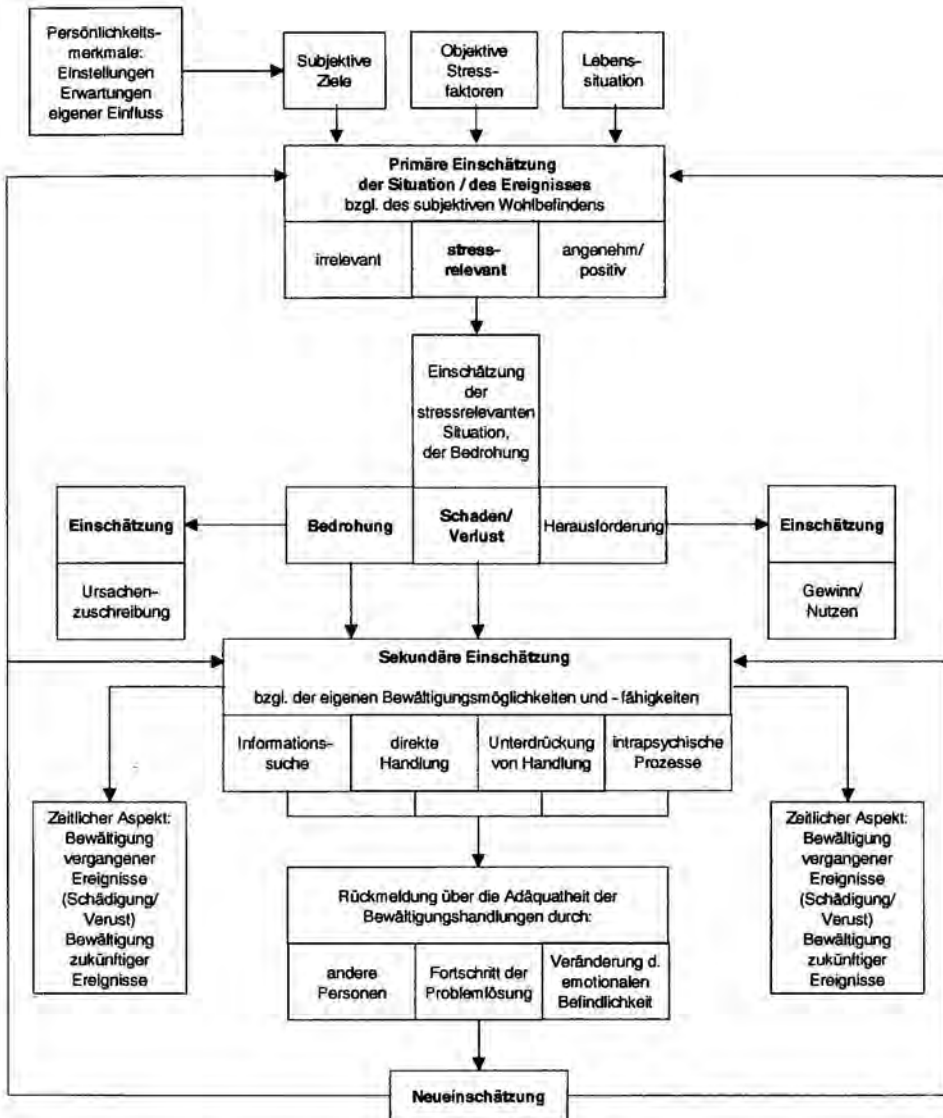 Persönlichkeits-
merkmale:
Einstellungen
Erwartungen
eigener Einfluss
Subjektive
Ziele
Objektive
Stress-
faktoren
Lebens-
situation
Primäre Einschätzung
der Situation / des Ereignisses
bzgl. des subjektiven Wohlbefindens
irrelevant
stress-
relevant
angenehm/
positiv
Einschätzung
der
stressrelevanten
Situation,
der Bedrohung
Einschätzung
Ursachen-
zuschreibung
Bedrohung
Schaden/
Verlust
Herausforderung
Einschätzung
Gewinn/
Nutzen
Sekundäre Einschätzung
bzgl. der eigenen Bewältigungsmöglichkeiten und - fähigkeiten
Informations-
suche
direkte
Handlung
Unterdrückung
von Handlung
intrapsychische
Prozesse
Zeitlicher Aspekt:
Bewältigung
vergangener
Ereignisse
(Schädigung/
Verust)
Bewältigung
zukünftiger
Ereignisse
Rückmeldung über die Adäquatheit der
Bewältigungshandlungen durch:
andere
Personen
Fortschritt der
Problemlösung
Veränderung d.
emotionalen
Befindlichkeit
Zeitlicher Aspekt:
Bewältigung
vergangener
Ereignisse
(Schädigung/
Verust)
Bewältigung
zukünftiger
Ereignisse
Neueinschätzung